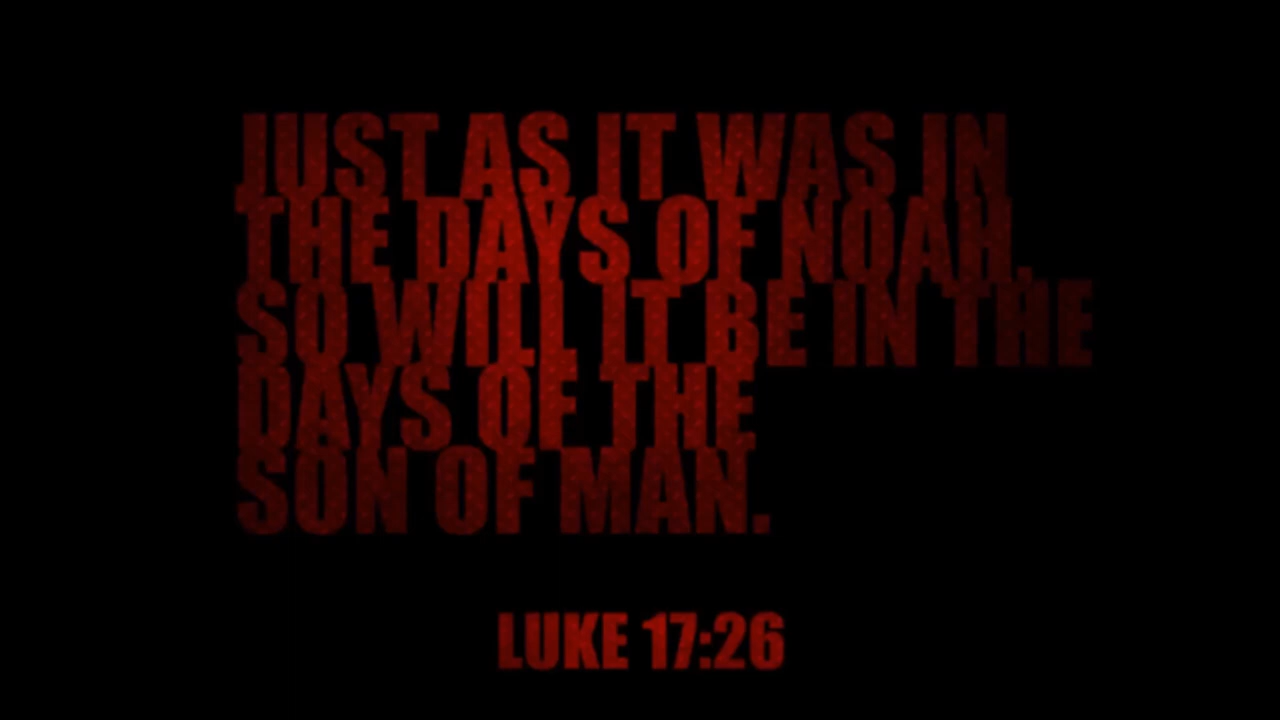 JUST AS IT WAS IN
THE DAYS OF NOAH,
SO WILL IT BE IN THE
DAYS OF THE
SON OF MAN.
LUKE 17:26